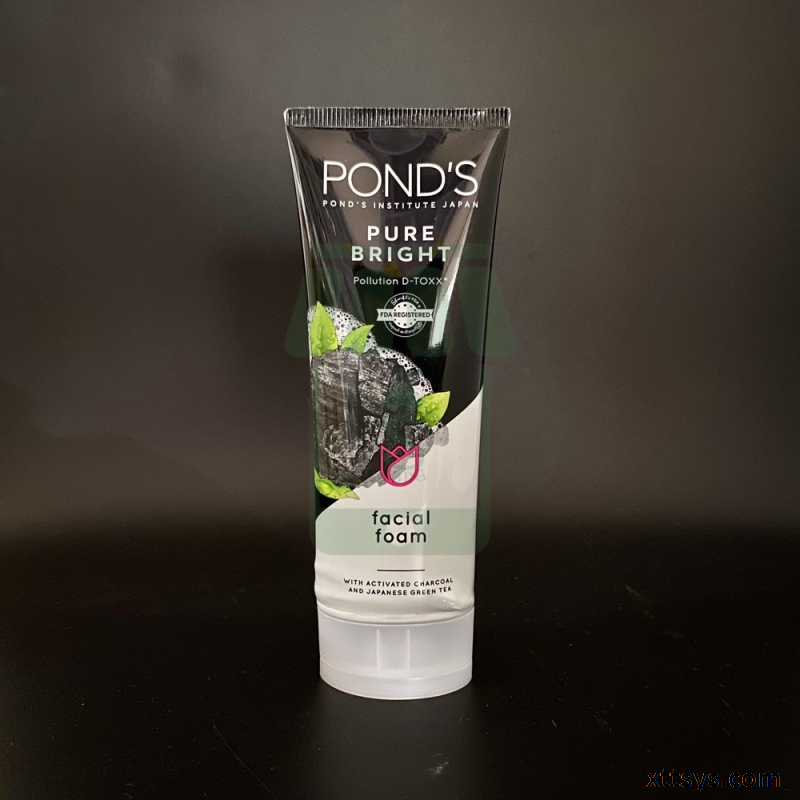 POND'S
POND'S INSTITUTE JAPAN
PURE
BRIGHT
Pollution D-TOXX*
FDA REGISTERED
facial
foam
WITH ACTIVATED CHARCOAL
AND JAPANESE GREEN TEA
xttsys.com